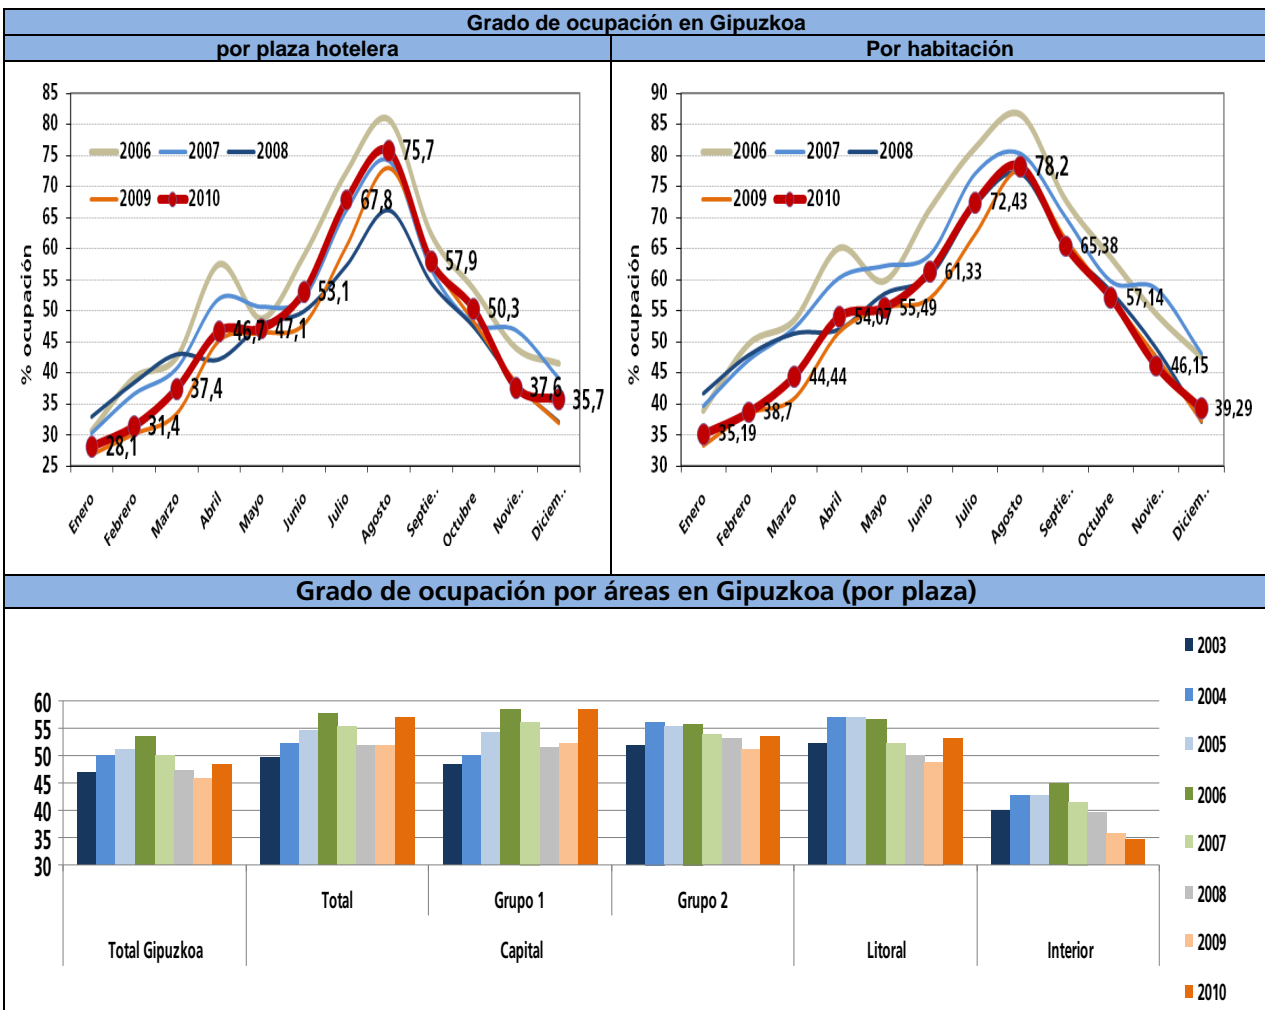 Grado de ocupación en Gipuzkoa
por plaza hotelera
Por habitación
85
80
75
70
65
60
55
50
45
40
35
30
25
% ocupación
2006 2007 2008
2009 2010
28,1
31,4
37,4
46,7
47,1
53,1
67,8
75,7
57,9
50,3
37,6
35,7
Enero
Febrero
Marzo
Abril
Mayo
Junio
Julio
Agosto
Septie..
Octubre
Novie..
Diciem..
90
85
80
75
70
65
60
55
50
45
40
35
30
% ocupación
2006 2007 2008
2009 2010
35,19
38,7
44,44
54,07
55,49
61,33
72,43
78,2
65,38
57,14
46,15
39,29
Enero
Febrero
Marzo
Abril
Mayo
Junio
Julio
Agosto
Septie..
Octubre
Novie..
Diciem..
Grado de ocupación por áreas en Gipuzkoa (por plaza)
60
55
50
45
40
35
30
Total
Grupo 1
Grupo 2
Total Gipuzkoa
Capital
Litoral
Interior
2003
2004
2005
2006
2007
2008
2009
2010